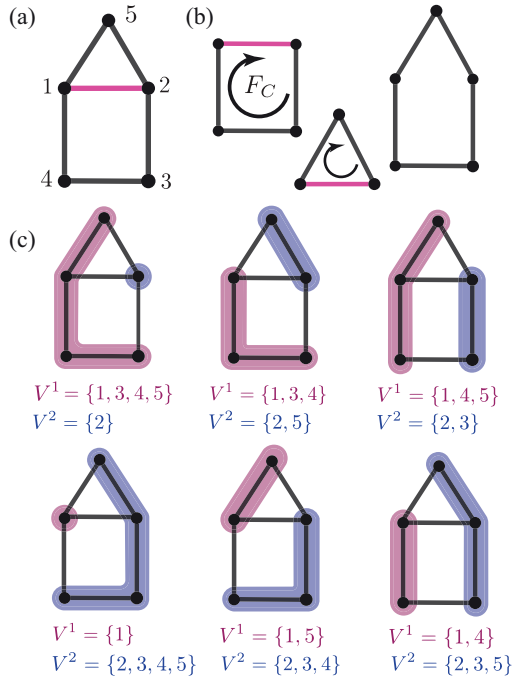 (a)
5
1
2
4
3
(b)
F_C
(c)
V^1 = {1, 3, 4, 5}
V^2 = {2}
V^1 = {1, 3, 4}
V^2 = {2, 5}
V^1 = {1, 4, 5}
V^2 = {2, 3}
V^1 = {1}
V^2 = {2, 3, 4, 5}
V^1 = {1, 5}
V^2 = {2, 3, 4}
V^1 = {1, 4}
V^2 = {2, 3, 5}